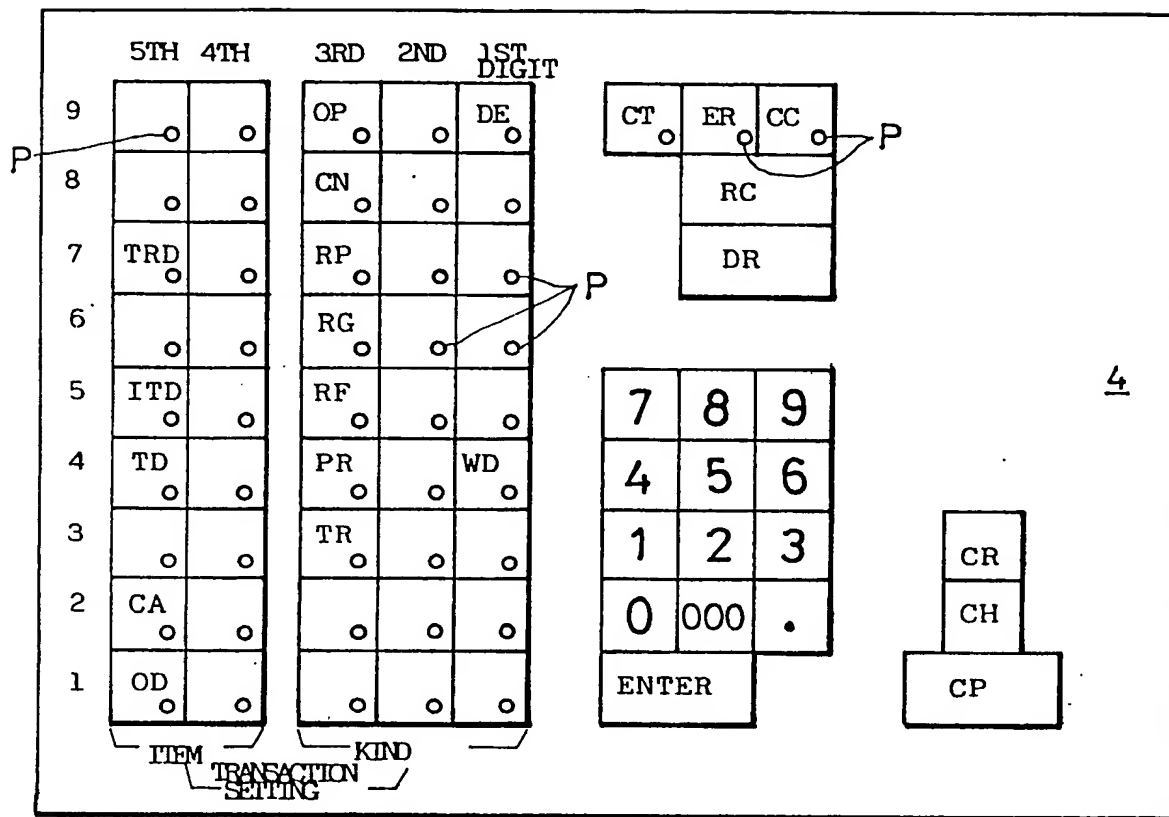 5TH 4TH 3RD 2ND 1ST
DIGIT
9 OP DE CT ER CC
P P
8 CN RC
7 TRD RP DR
P
6 RG
5 ITD RF 7 8 9
4
4 TD PR WD 4 5 6
3 TR 1 2 3
CR
2 CA 0 000 .
CH
1 OD ENTER CP
ITEM KIND
TRANSACTION
SETTING